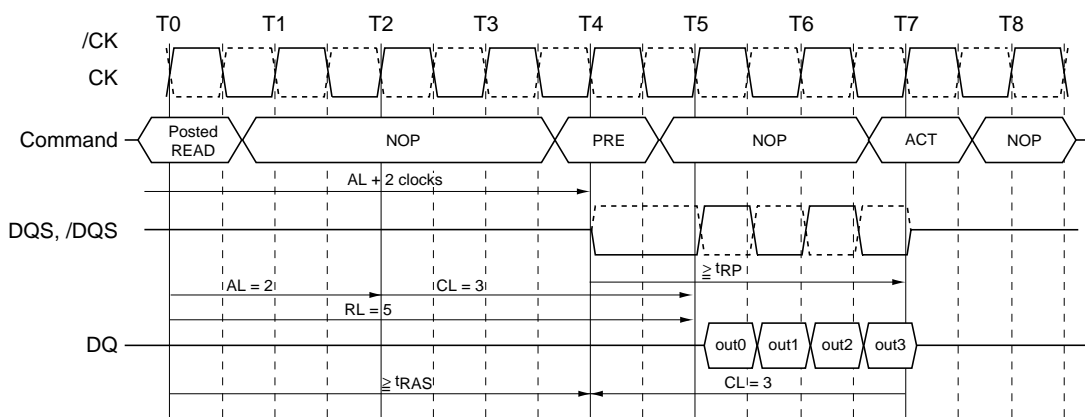 T0 T1 T2 T3 T4 T5 T6 T7 T8
/CK
CK
Command
Posted
READ
NOP
PRE
NOP
ACT
NOP
AL + 2 clocks
DQS, /DQS
≧ tRP
AL = 2
CL = 3
RL = 5
DQ
out0 out1 out2 out3
≧ tRAS
CL = 3